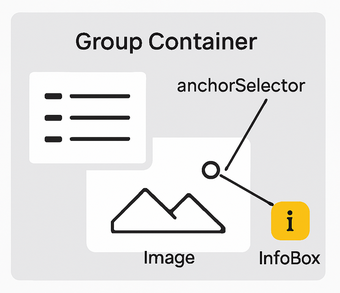 Group Container
anchorSelector
i
Image
InfoBox